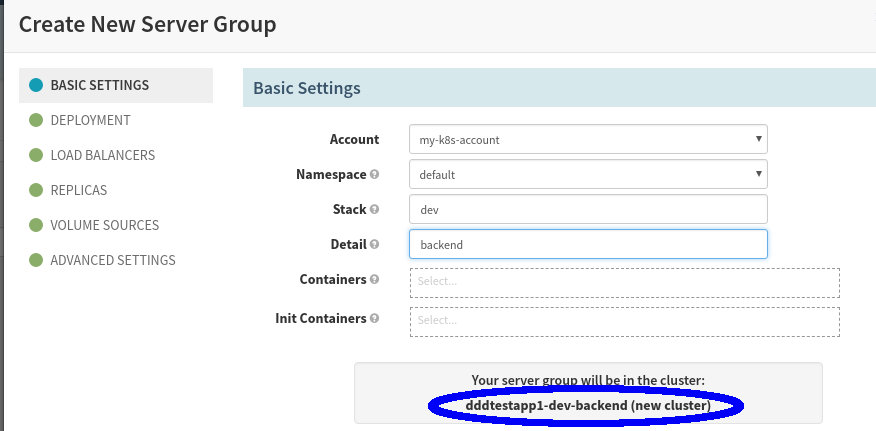 Create New Server Group
BASIC SETTINGS
DEPLOYMENT
LOAD BALANCERS
REPLICAS
VOLUME SOURCES
ADVANCED SETTINGS
Basic Settings
Account my-k8s-account
Namespace default
Stack dev
Detail backend
Containers Select...
Init Containers Select...
Your server group will be in the cluster:
dddtestapp1-dev-backend (new cluster)